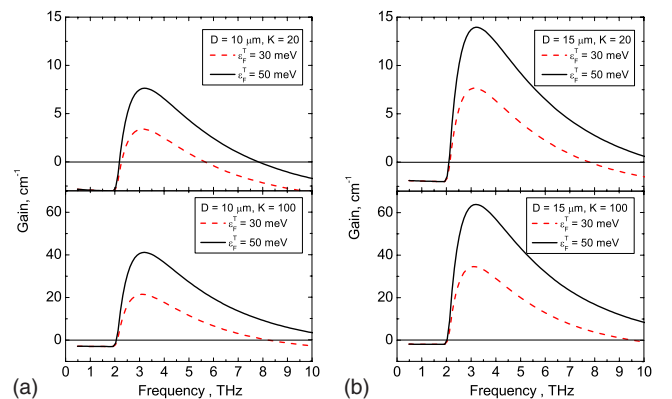 15
10
5
0
D = 10 μm, K = 20
ε_F^T = 30 meV
ε_F^T = 50 meV
60
40
20
0
D = 10 μm, K = 100
ε_F^T = 30 meV
ε_F^T = 50 meV
0 1 2 3 4 5 6 7 8 9 10
Gain, cm⁻¹
Frequency , THz
(a)
15
10
5
0
D = 15 μm, K = 20
ε_F^T = 30 meV
ε_F^T = 50 meV
60
40
20
0
D = 15 μm, K = 100
ε_F^T = 30 meV
ε_F^T = 50 meV
0 1 2 3 4 5 6 7 8 9 10
Gain, cm⁻¹
Frequency, THz
(b)